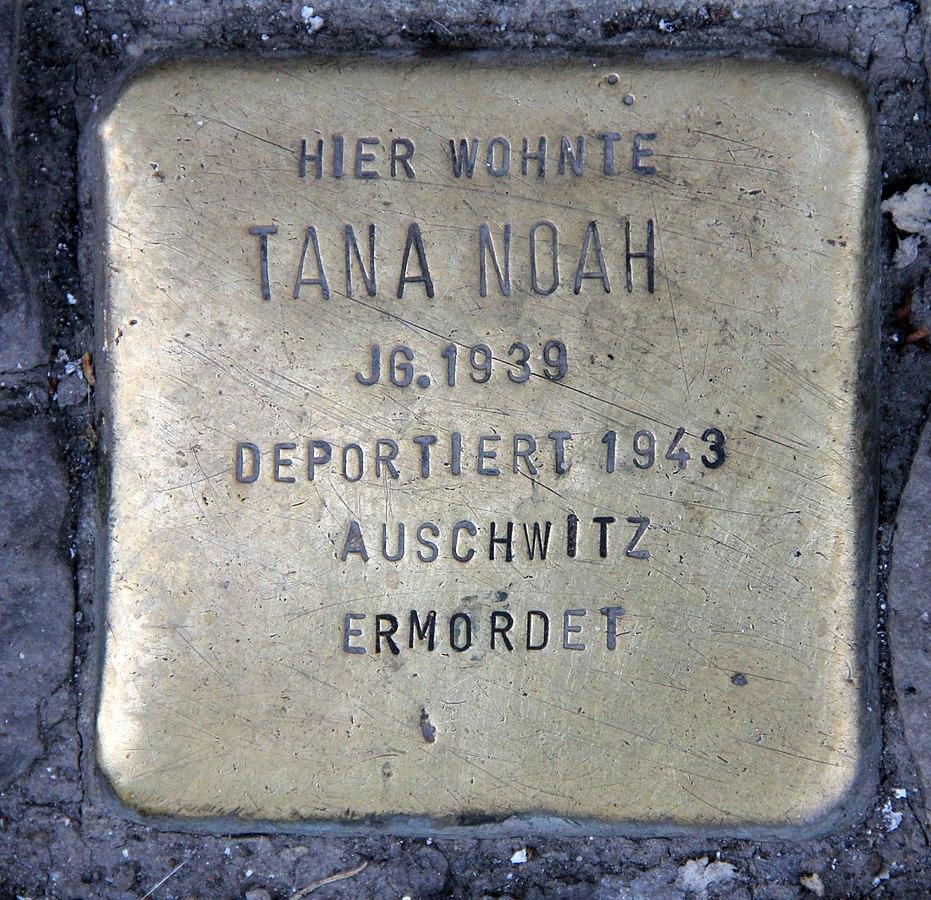 HIER WOHNTE
TANA NOAH
JG. 1939
DEPORTIERT 1943
AUSCHWITZ
ERMORDET